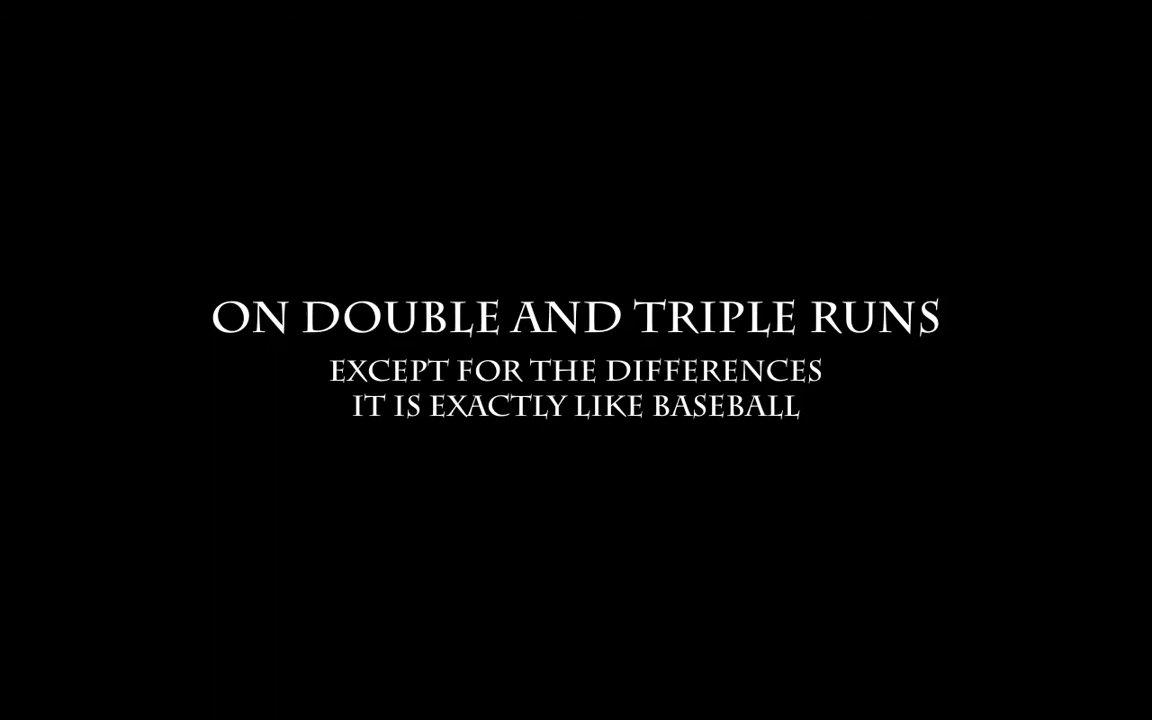 ON DOUBLE AND TRIPLE RUNS
EXCEPT FOR THE DIFFERENCES
IT IS EXACTLY LIKE BASEBALL